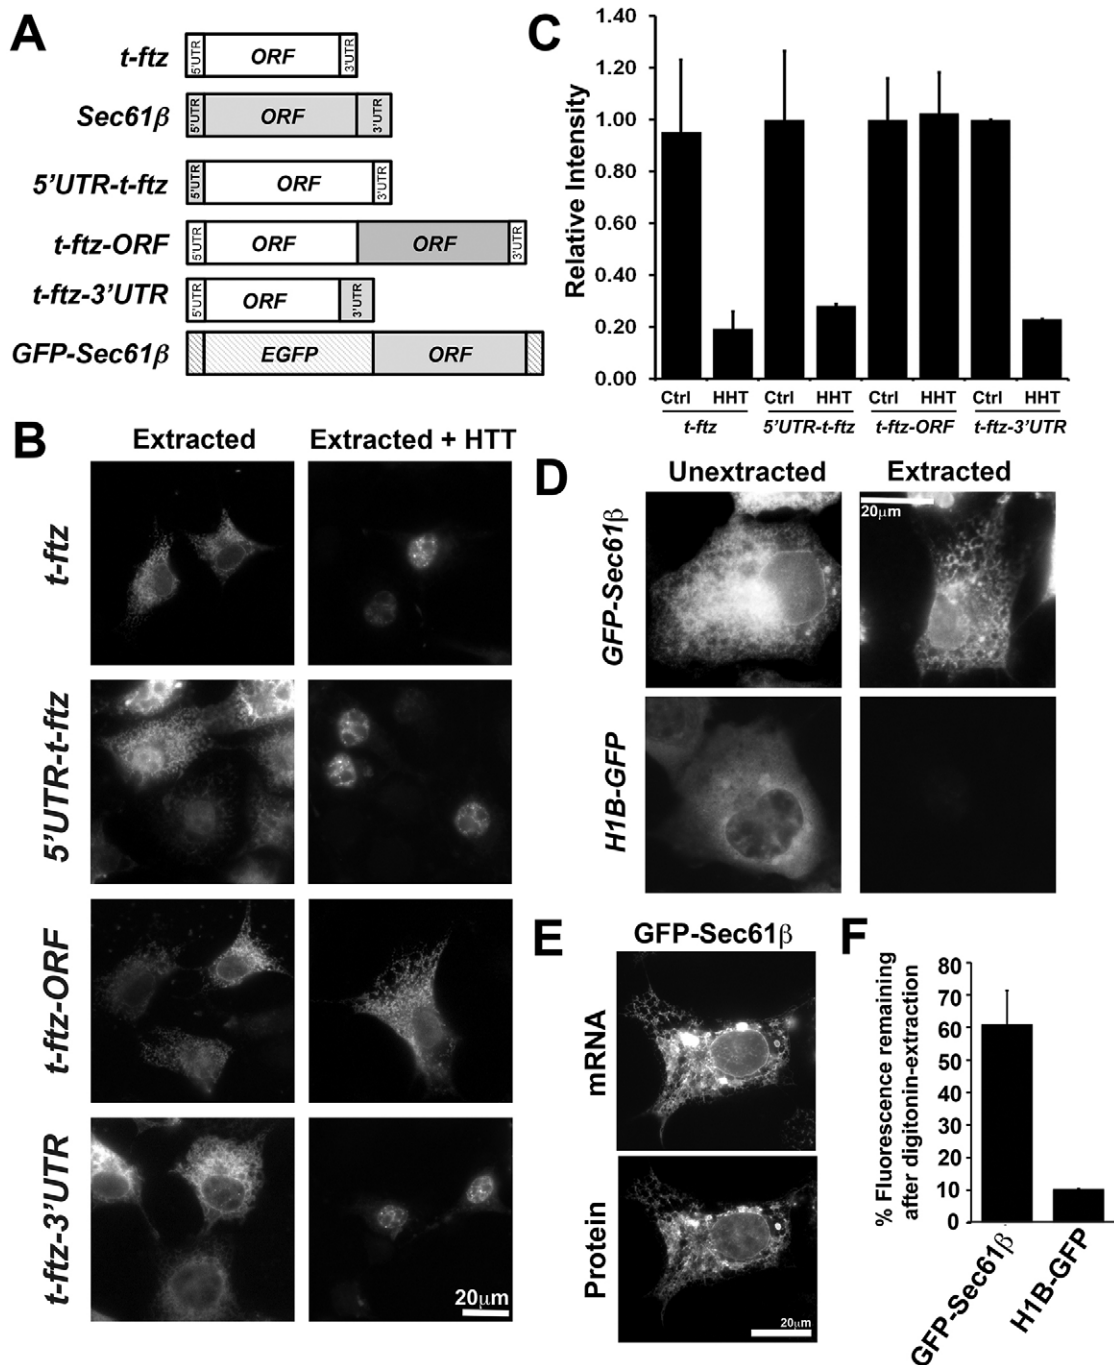 A
t-ftz
5'UTR
ORF
3'UTR
Sec61β
5'UTR
ORF
3'UTR
5'UTR-t-ftz
5'UTR
ORF
3'UTR
t-ftz-ORF
5'UTR
ORF
ORF
3'UTR
t-ftz-3'UTR
5'UTR
ORF
3'UTR
GFP-Sec61β
EGFP
ORF
B
Extracted
Extracted + HTT
t-ftz
5'UTR-t-ftz
t-ftz-ORF
t-ftz-3'UTR
20μm
C
Relative Intensity
1.40
1.20
1.00
0.80
0.60
0.40
0.20
0.00
Ctrl HHT Ctrl HHT Ctrl HHT Ctrl HHT
t-ftz 5'UTR-t-ftz t-ftz-ORF t-ftz-3'UTR
D
Unextracted
Extracted
GFP-Sec61β
20μm
H1B-GFP
E
GFP-Sec61β
mRNA
Protein
20μm
F
% Fluorescence remaining
after digitonin-extraction
80
70
60
50
40
30
20
10
0
GFP-Sec61β
H1B-GFP